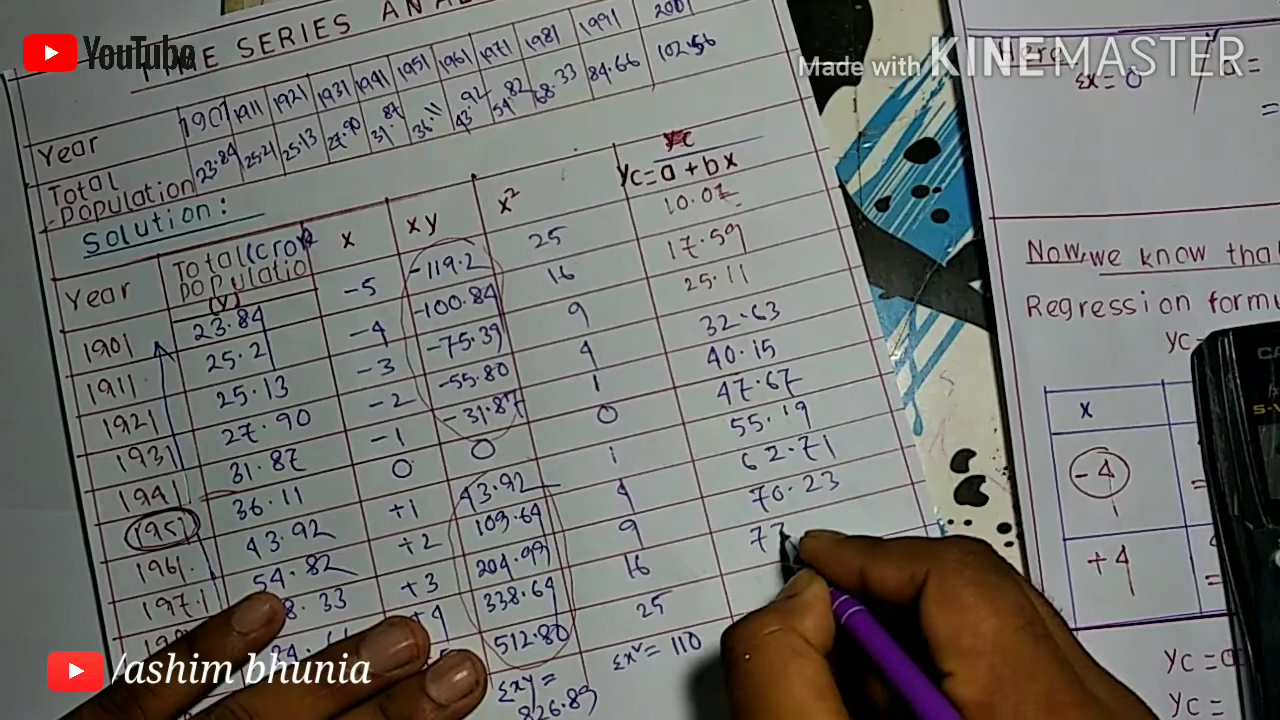 YouTube
TIME SERIES ANA
Made with KINEMASTER
Year 1901 1911 1921 1931 1941 1951 1961 1971 1981 1991 2001
Total Population 23.84 25.21 25.13 27.90 31.87 36.11 43.92 54.82 68.33 84.66 102.56
Solution:
Year Total (crore population (Y) x xy x² Yc=a+bx
1901 23.84 -5 -119.2 25 10.07
1911 25.21 -4 -100.84 16 17.59
1921 25.13 -3 -75.39 9 25.11
1931 27.90 -2 -55.80 4 32.63
1941 31.87 -1 -31.87 1 40.15
1951 36.11 0 0 0 47.67
1961 43.92 +1 43.92 1 55.19
1971 54.82 +2 109.64 4 62.71
8.33 +3 204.99 9 70.23
+4 338.64 16 77
512.80 25
Σxy = 826.89 Σx² = 110
Here
Σx = 0 a =
=
Now, we know tha
Regression formu
Yc
x
-4 =
+4 =
Yc = a
Yc =
/ashim bhunia